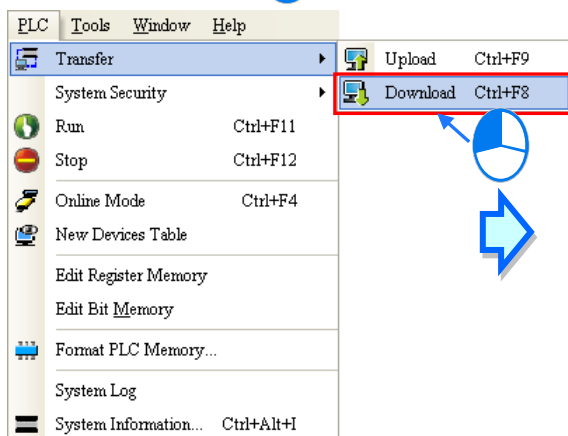 PLC Tools Window Help
Transfer Upload Ctrl+F9
System Security Download Ctrl+F8
Run Ctrl+F11
Stop Ctrl+F12
Online Mode Ctrl+F4
New Devices Table
Edit Register Memory
Edit Bit Memory
Format PLC Memory...
System Log
System Information... Ctrl+Alt+I